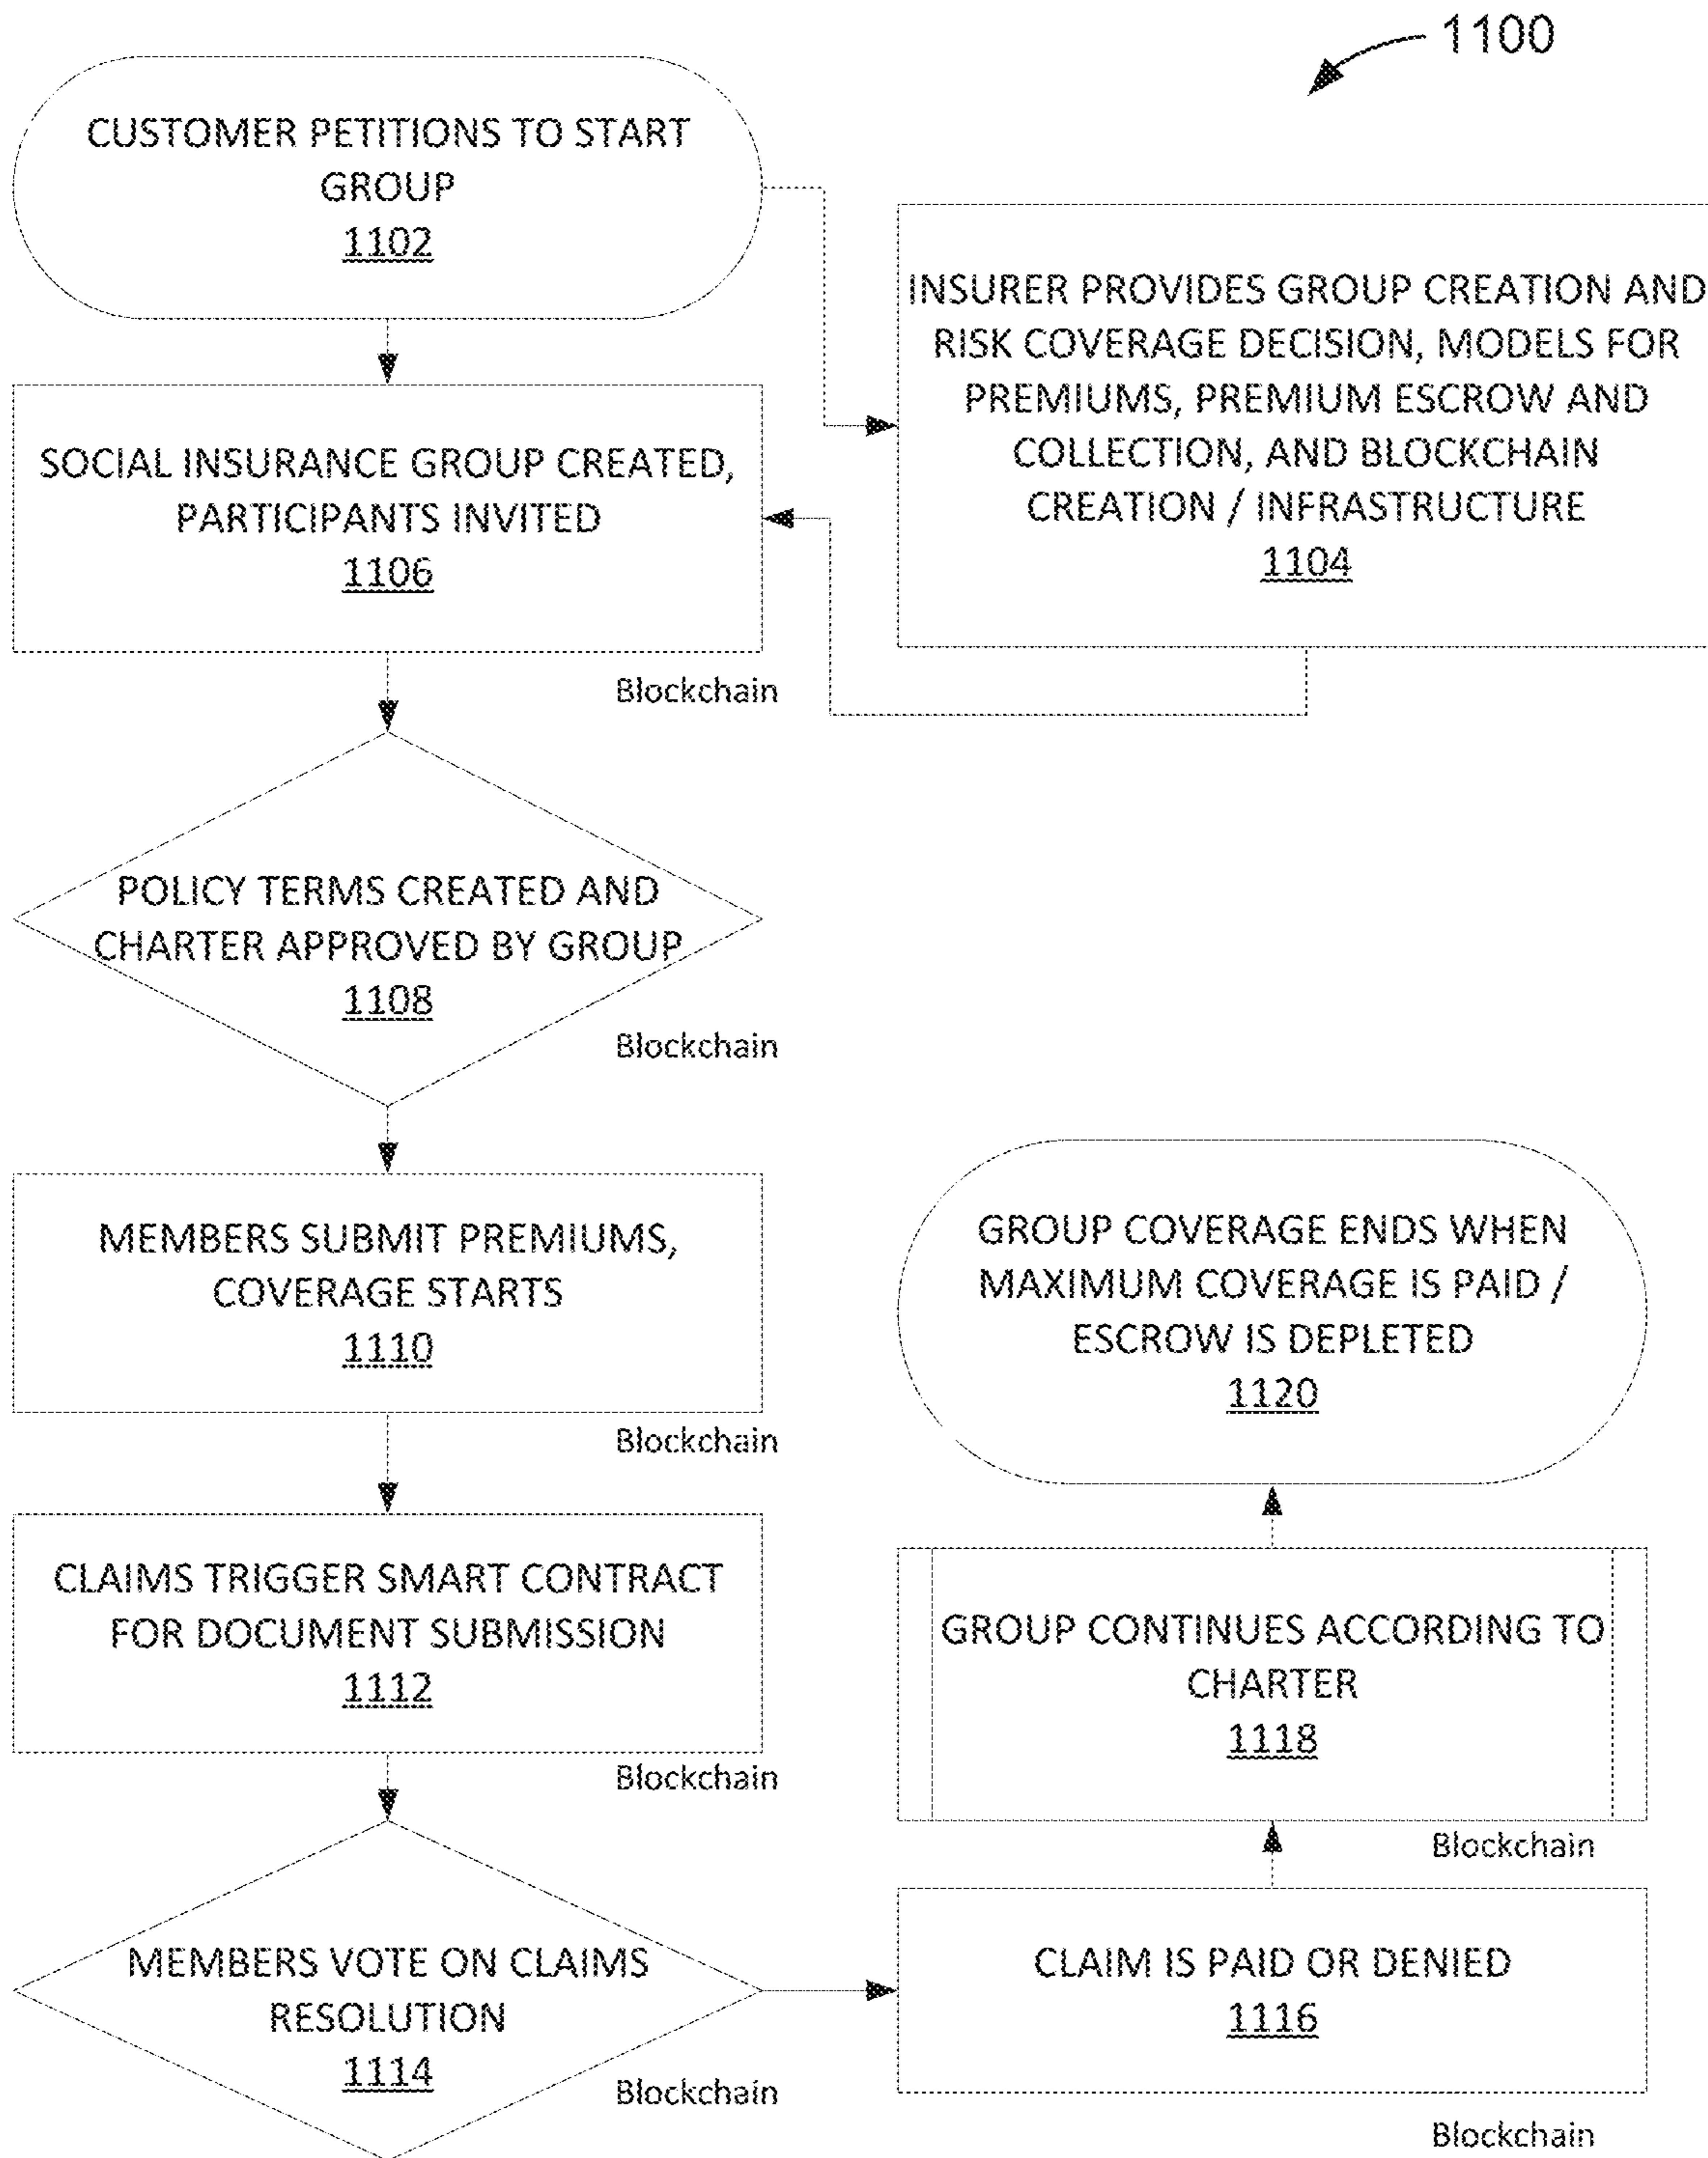 1100
CUSTOMER PETITIONS TO START
GROUP
1102
INSURER PROVIDES GROUP CREATION AND
RISK COVERAGE DECISION, MODELS FOR
PREMIUMS, PREMIUM ESCROW AND
COLLECTION, AND BLOCKCHAIN
CREATION / INFRASTRUCTURE
1104
SOCIAL INSURANCE GROUP CREATED,
PARTICIPANTS INVITED
1106
Blockchain
POLICY TERMS CREATED AND
CHARTER APPROVED BY GROUP
1108
Blockchain
MEMBERS SUBMIT PREMIUMS,
COVERAGE STARTS
1110
Blockchain
CLAIMS TRIGGER SMART CONTRACT
FOR DOCUMENT SUBMISSION
1112
Blockchain
MEMBERS VOTE ON CLAIMS
RESOLUTION
1114
Blockchain
CLAIM IS PAID OR DENIED
1116
Blockchain
GROUP CONTINUES ACCORDING TO
CHARTER
1118
Blockchain
GROUP COVERAGE ENDS WHEN
MAXIMUM COVERAGE IS PAID /
ESCROW IS DEPLETED
1120